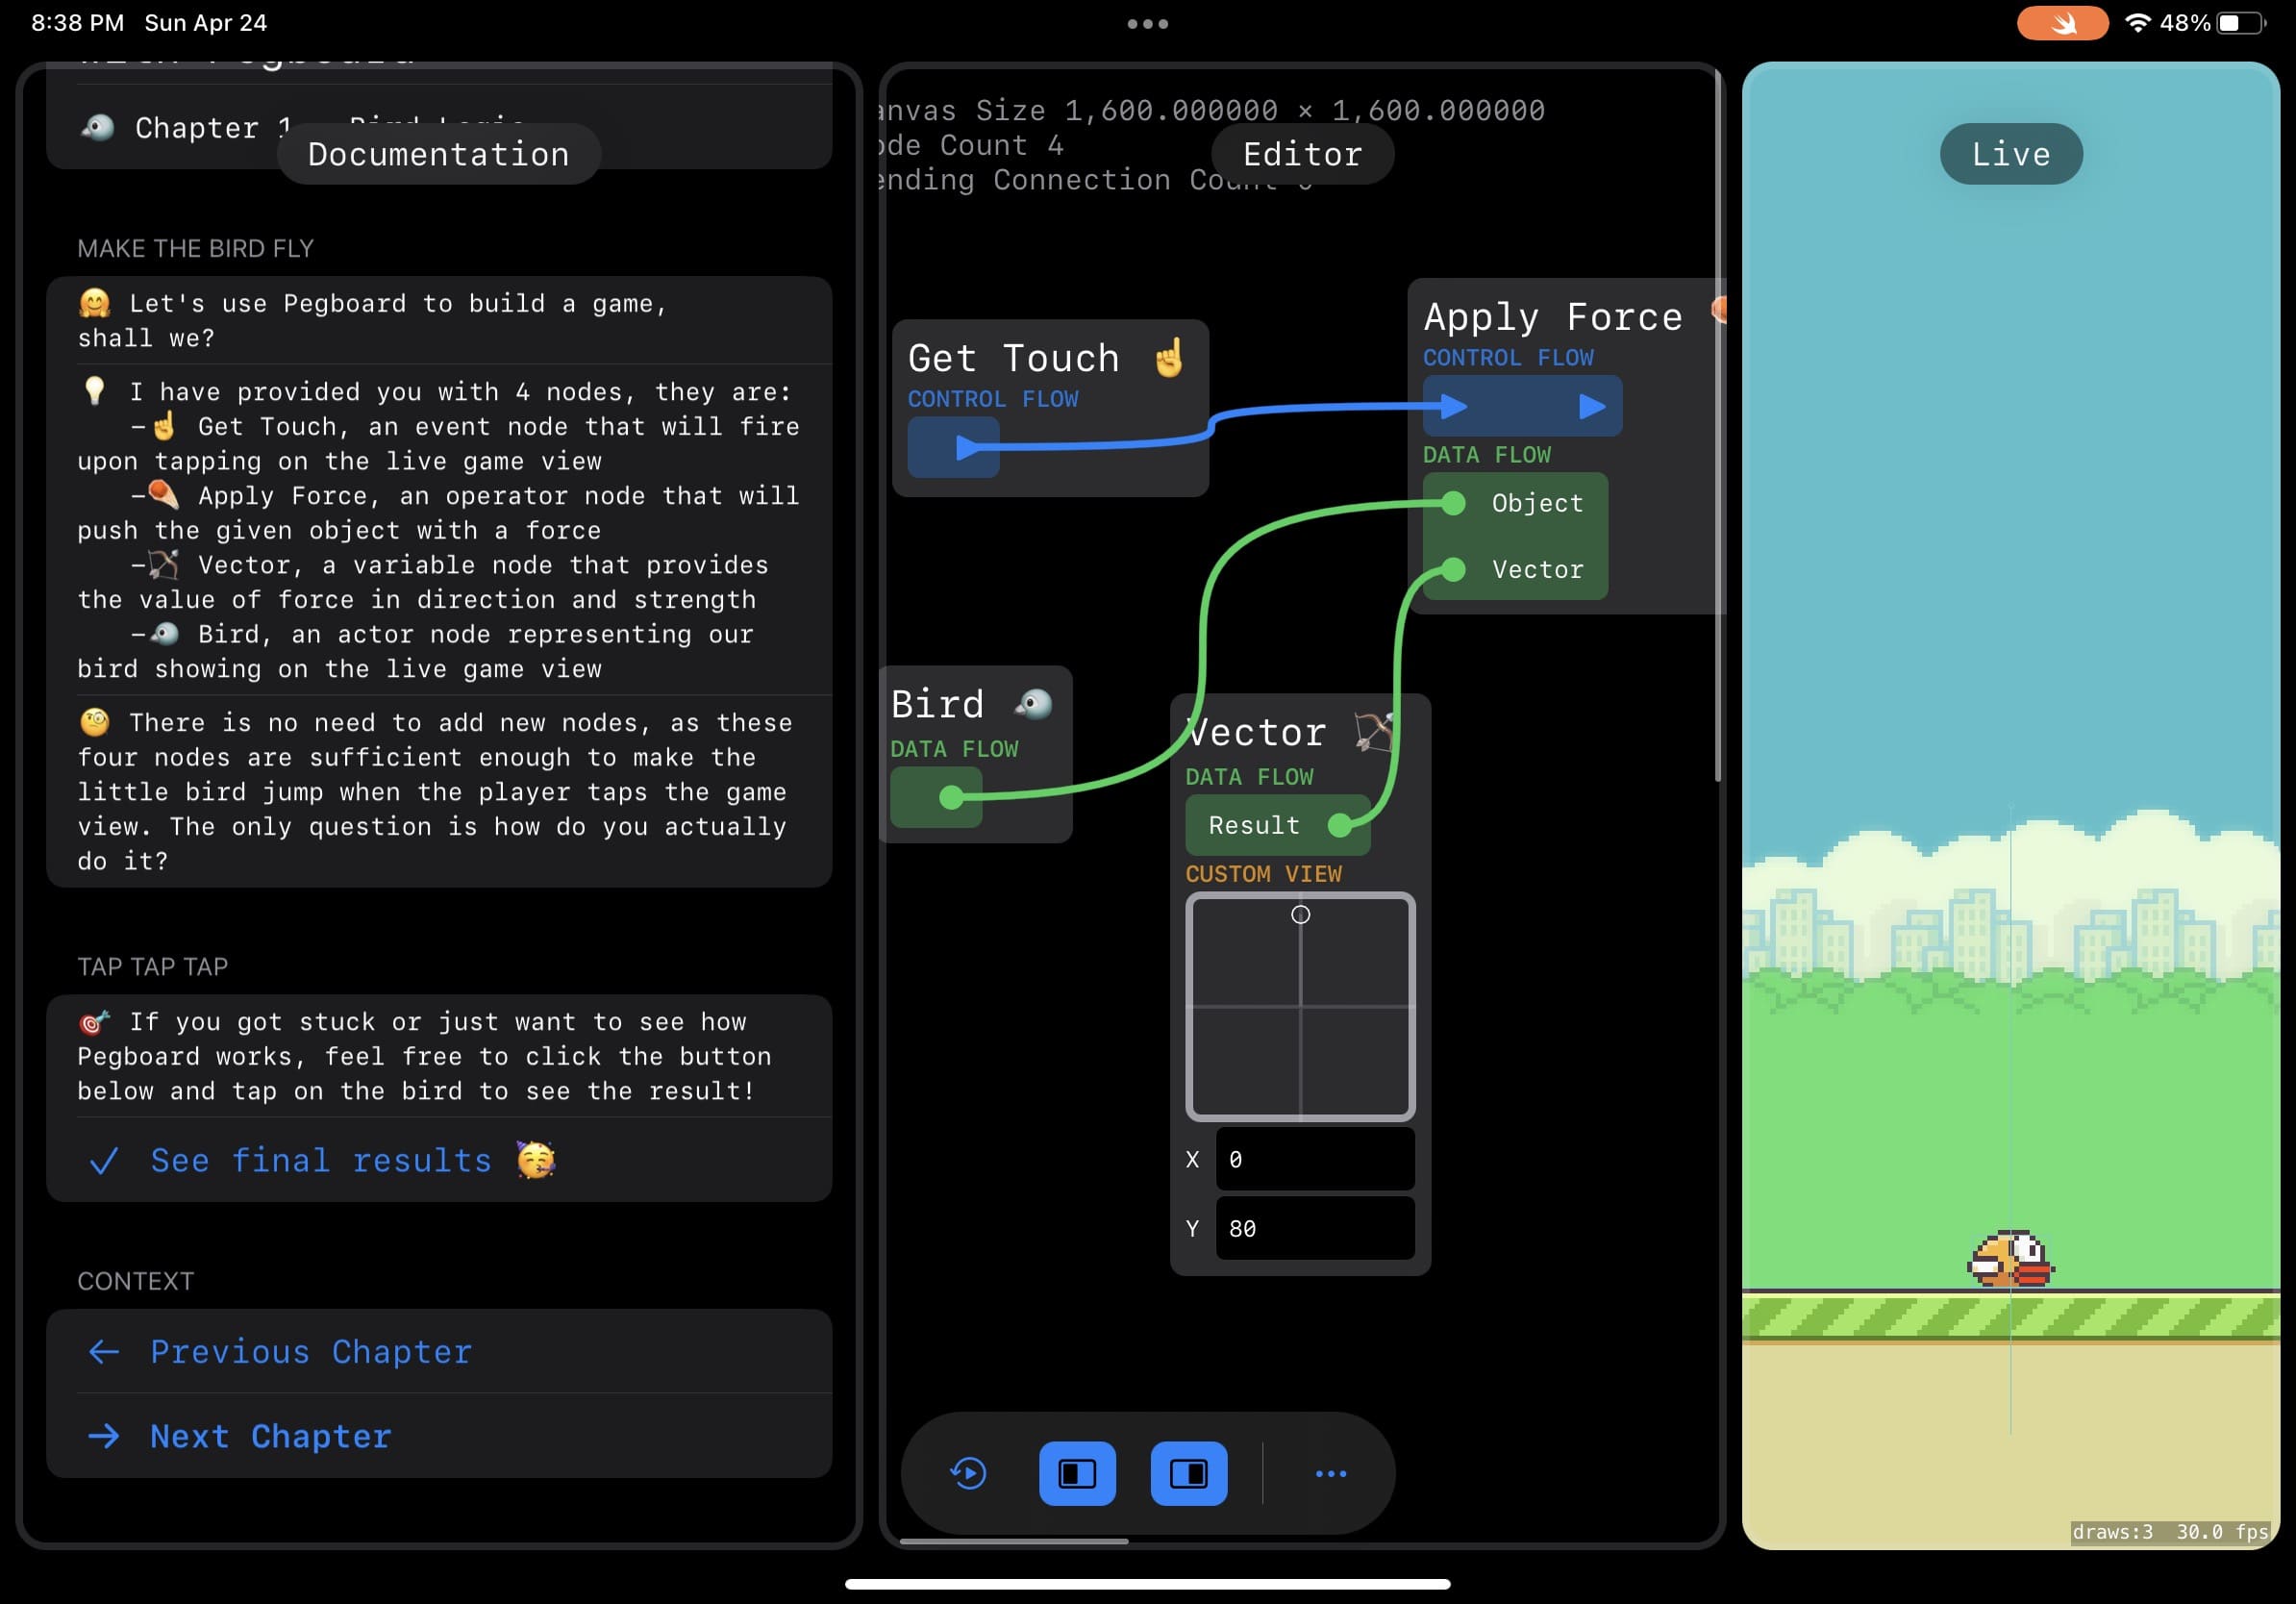 8:38 PM Sun Apr 24
48%
Chapter 1
Documentation
MAKE THE BIRD FLY
Let's use Pegboard to build a game,
shall we?
I have provided you with 4 nodes, they are:
-☝ Get Touch, an event node that will fire
upon tapping on the live game view
- Apply Force, an operator node that will
push the given object with a force
- Vector, a variable node that provides
the value of force in direction and strength
- Bird, an actor node representing our
bird showing on the live game view
There is no need to add new nodes, as these
four nodes are sufficient enough to make the
little bird jump when the player taps the game
view. The only question is how do you actually
do it?
TAP TAP TAP
If you got stuck or just want to see how
Pegboard works, feel free to click the button
below and tap on the bird to see the result!
See final results
CONTEXT
Previous Chapter
Next Chapter
anvas Size 1,600.000000 × 1,600.000000
ode Count 4
ending Connection Count
Editor
Get Touch
CONTROL FLOW
Apply Force
CONTROL FLOW
DATA FLOW
Object
Vector
Bird
DATA FLOW
Vector
DATA FLOW
Result
CUSTOM VIEW
X 0
Y 80
Live
draws:3 30.0 fps